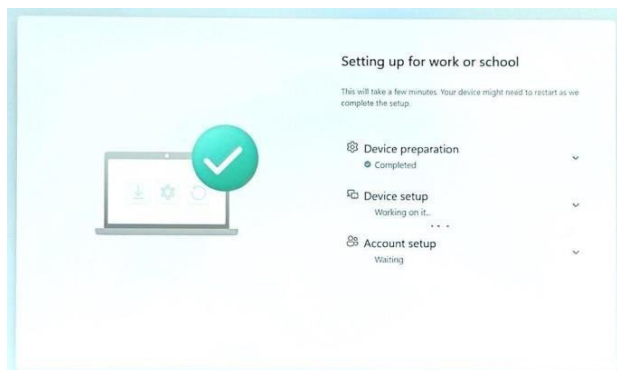 Setting up for work or school
This will take a few minutes. Your device might need to restart as we
complete the setup.
Device preparation
Completed
Device setup
Working on it...
Account setup
Waiting